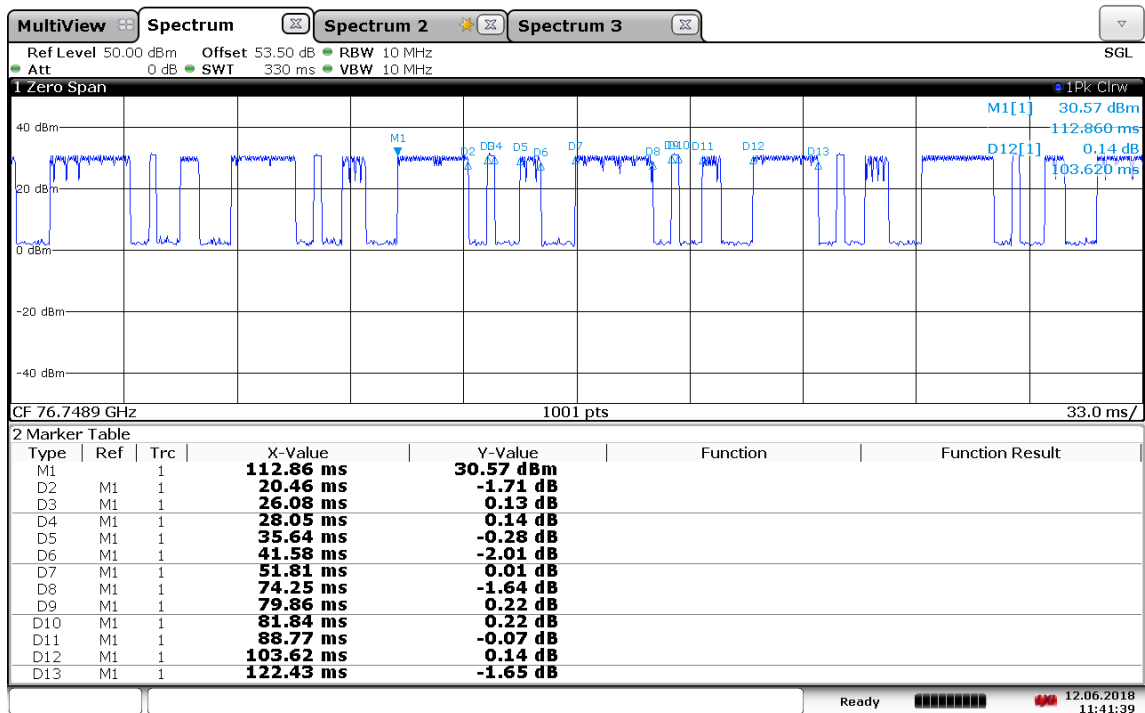 MultiView Spectrum Spectrum 2 Spectrum 3
Ref Level 50.00 dBm Offset 53.50 dB RBW 10 MHz SGL
Att 0 dB SWT 330 ms VBW 10 MHz
1 Zero Span 1Pk Clrw
M1[1] 30.57 dBm
112.860 ms
D12[1] 0.14 dB
103.620 ms
40 dBm
M1
D2 D3 D4 D5 D6 D7 D8 D9 D10 D11 D12 D13
20 dBm
0 dBm
-20 dBm
-40 dBm
CF 76.7489 GHz 1001 pts 33.0 ms/
2 Marker Table
Type Ref Trc X-Value Y-Value Function Function Result
M1 1 112.86 ms 30.57 dBm
D2 M1 1 20.46 ms -1.71 dB
D3 M1 1 26.08 ms 0.13 dB
D4 M1 1 28.05 ms 0.14 dB
D5 M1 1 35.64 ms -0.28 dB
D6 M1 1 41.58 ms -2.01 dB
D7 M1 1 51.81 ms 0.01 dB
D8 M1 1 74.25 ms -1.64 dB
D9 M1 1 79.86 ms 0.22 dB
D10 M1 1 81.84 ms 0.22 dB
D11 M1 1 88.77 ms -0.07 dB
D12 M1 1 103.62 ms 0.14 dB
D13 M1 1 122.43 ms -1.65 dB
Ready 12.06.2018
11:41:39